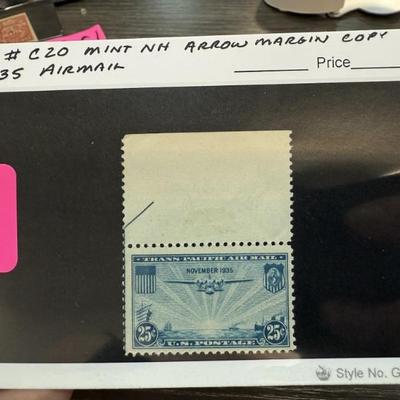 # C20 MINT NH ARROW MARGIN COPY
35 AIRMAIL
Price
TRANS-PACIFIC AIR MAIL
NOVEMBER 1935
25¢ 25¢
U.S. POSTAGE
Style No. G